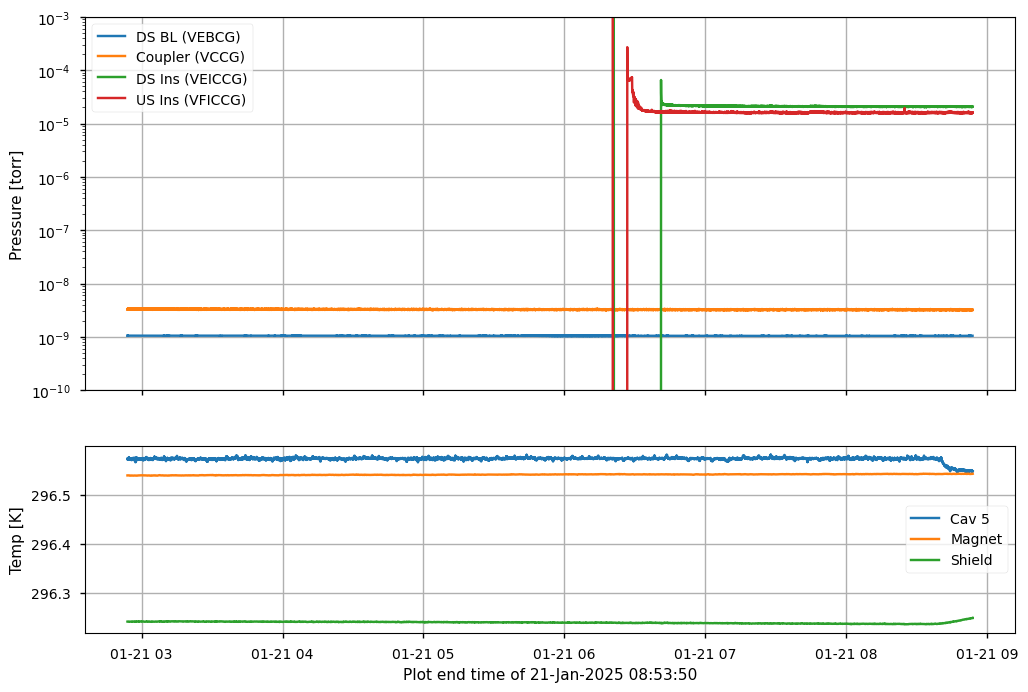 10⁻³
10⁻⁴
10⁻⁵
10⁻⁶
10⁻⁷
10⁻⁸
10⁻⁹
10⁻¹⁰
Pressure [torr]
DS BL (VEBCG)
Coupler (VCCG)
DS Ins (VEICCG)
US Ins (VFICCG)
296.5
296.4
296.3
Temp [K]
Cav 5
Magnet
Shield
01-21 03 01-21 04 01-21 05 01-21 06 01-21 07 01-21 08 01-21 09
Plot end time of 21-Jan-2025 08:53:50